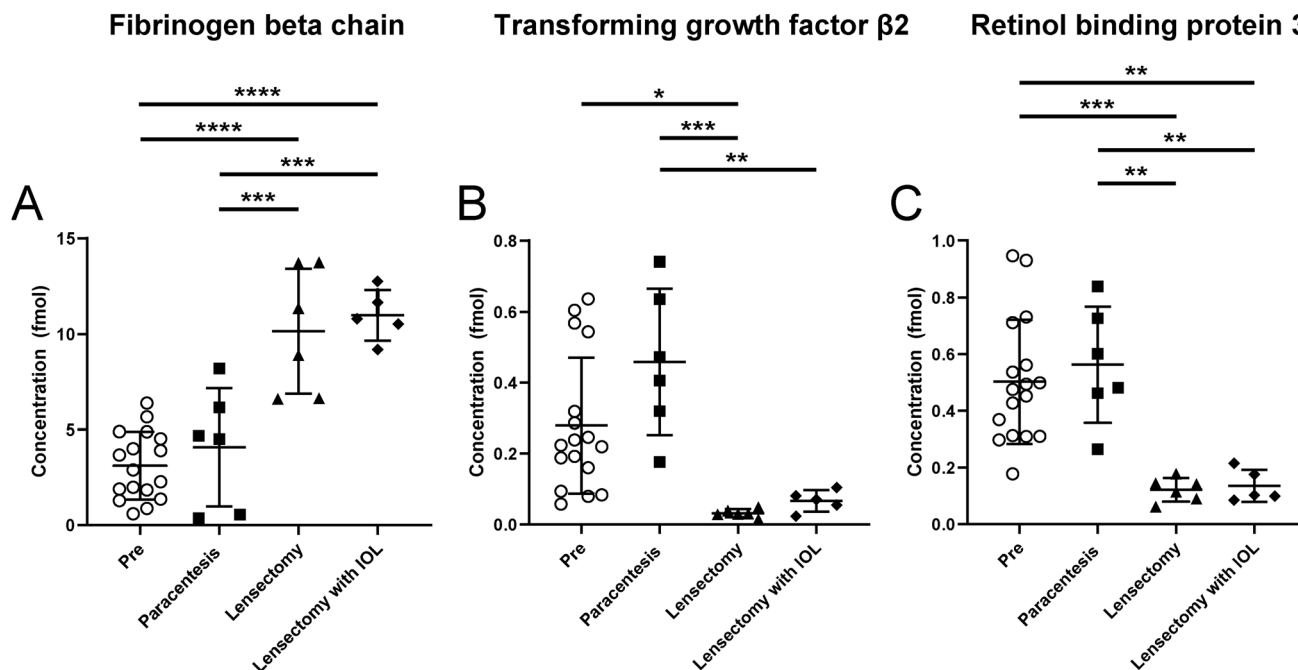 Fibrinogen beta chain
Transforming growth factor β2
Retinol binding protein 3
****
****
***
***
*
***
**
**
***
**
**
A
B
C
Concentration (fmol)
15
10
5
0
Pre
Paracentesis
Lensectomy
Lensectomy with IOL
Concentration (fmol)
0.8
0.6
0.4
0.2
0.0
Pre
Paracentesis
Lensectomy
Lensectomy with IOL
Concentration (fmol)
1.0
0.8
0.6
0.4
0.2
0.0
Pre
Paracentesis
Lensectomy
Lensectomy with IOL